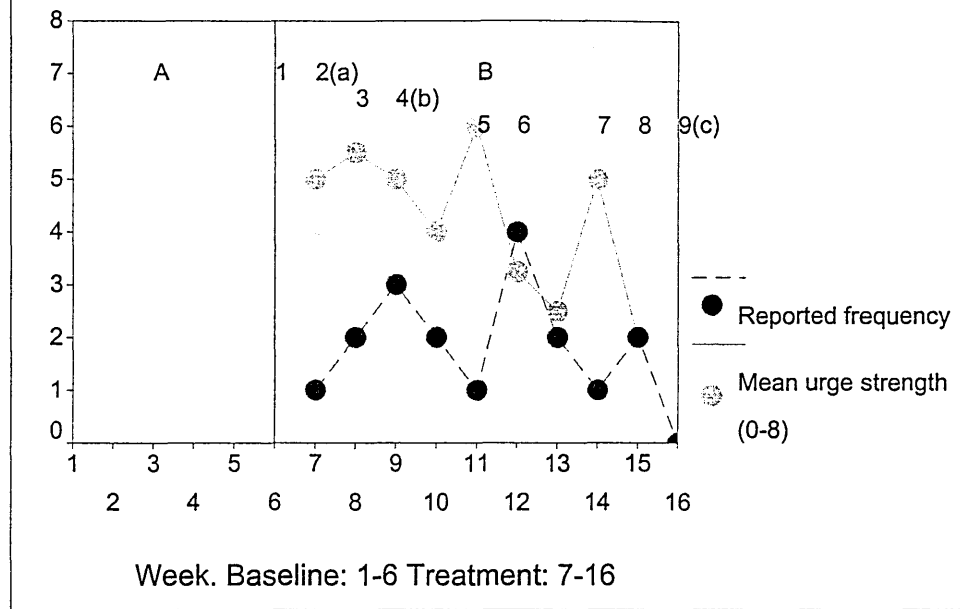 8
7
6
5
4
3
2
1
0
A
1 2(a) B
3 4(b)
5 6 7 8 9(c)
Reported frequency
Mean urge strength
(0-8)
1 3 5 7 9 11 13 15
2 4 6 8 10 12 14 16
Week. Baseline: 1-6 Treatment: 7-16